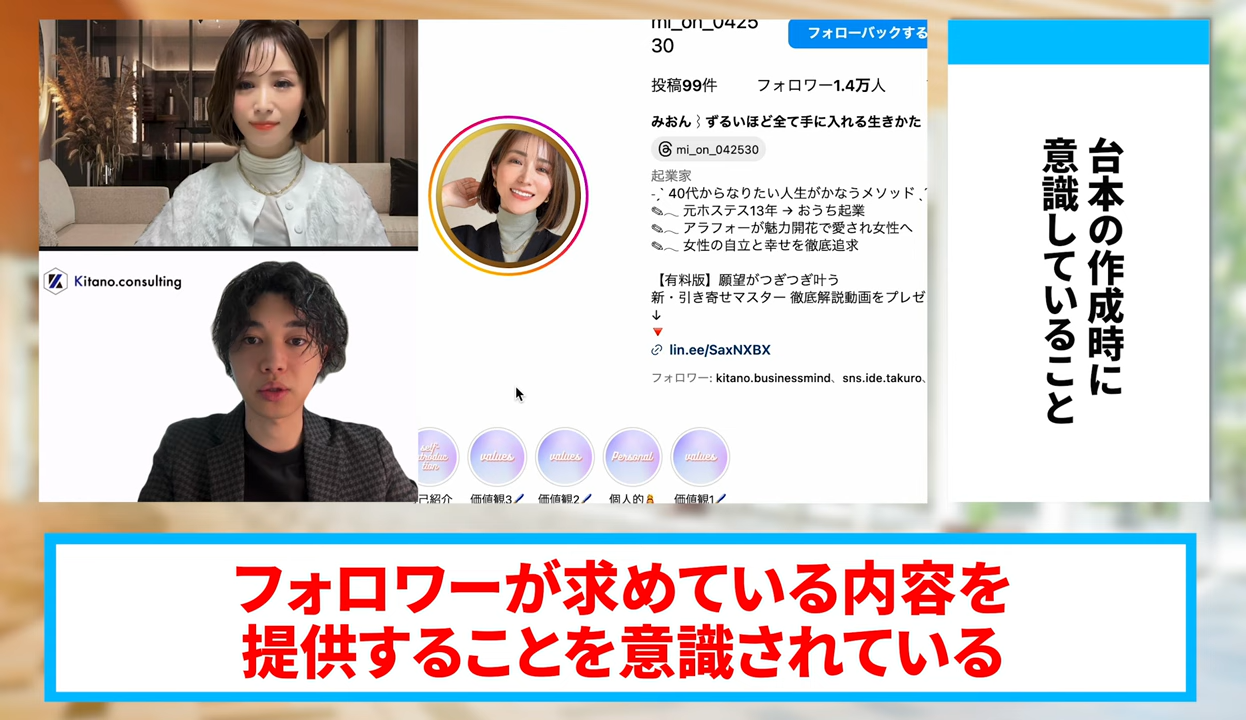 Kitano.consulting
mi_on_0425
30
フォローバックする
投稿99件
フォロワー1.4万人
みおん⌇ずるいほど全て手に入れる生きかた
mi_on_042530
起業家
˗ˏˋ 40代からなりたい人生がかなうメソッド ˎˊ
✎︎︎︎︎𓂃 元ホステス13年 → おうち起業
✎𓂃 アラフォーが魅力開花で愛され女性へ
✎𓂃 女性の自立と幸せを徹底追求
【有料版】願望がつぎつぎ叶う
新・引き寄せマスター 徹底解説動画をプレゼ
↓
🔻
lin.ee/SaxNXBX
フォロワー: kitano.businessmind、sns.ide.takuro、
self
introduc
tion
values
values
Personal
values
己紹介
価値観3🖊
価値観2🖊
個人的
価値観1🖊
台本の作成時に
意識していること
フォロワーが求めている内容を
提供することを意識されている